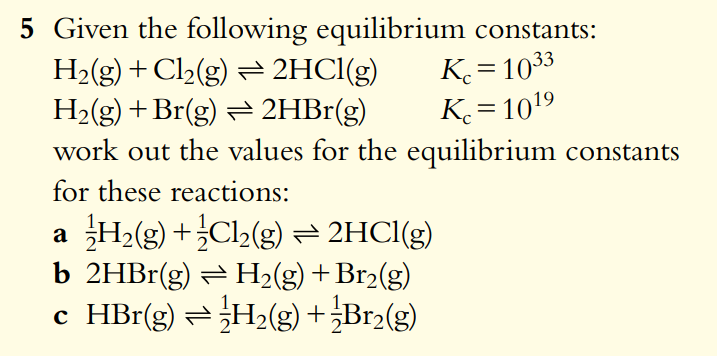 5 Given the following equilibrium constants:
H₂(g) + Cl₂(g) ⇌ 2HCl(g) K_c = 10³³
H₂(g) + Br(g) ⇌ 2HBr(g) K_c = 10¹⁹
work out the values for the equilibrium constants
for these reactions:
a ½H₂(g) + ½Cl₂(g) ⇌ 2HCl(g)
b 2HBr(g) ⇌ H₂(g) + Br₂(g)
c HBr(g) ⇌ ½H₂(g) + ½Br₂(g)